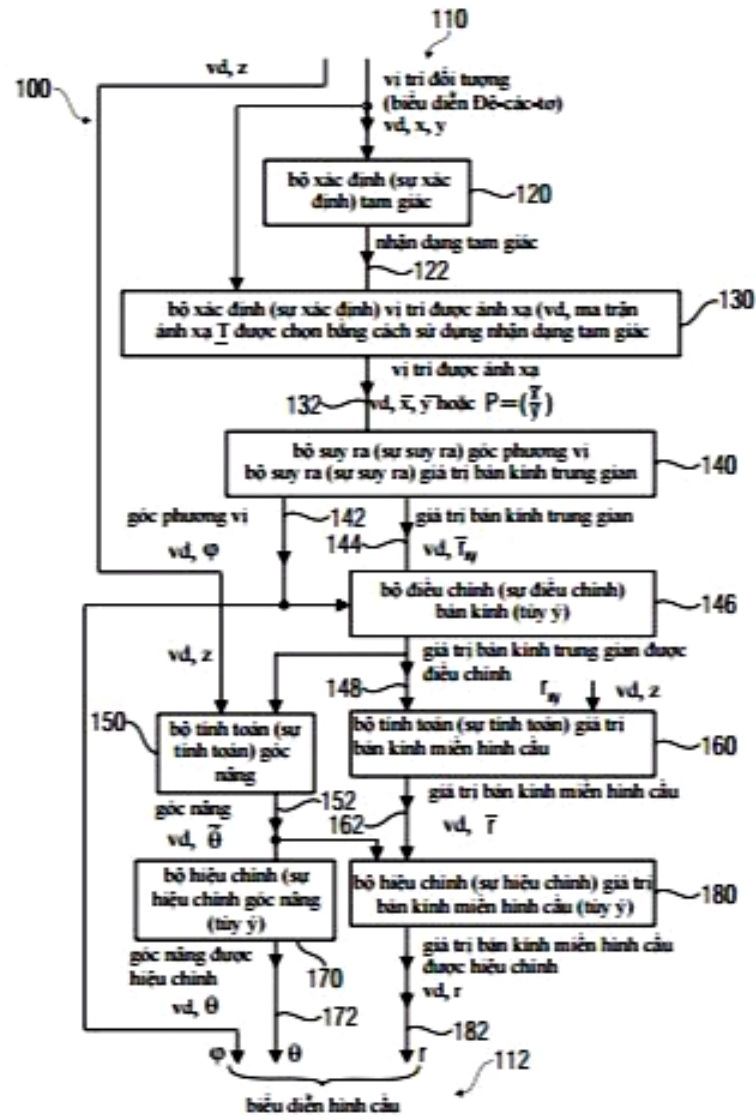 110
vd, z
100
vị trí đối tượng
(biểu diễn Đê-các-tơ)
vd, x, y
bộ xác định (sự xác
định) tam giác
120
nhận dạng tam giác
122
130
bộ xác định (sự xác định) vị trí được ánh xạ (vd, ma trận
ánh xạ T được chọn bằng cách sử dụng nhận dạng tam giác
vị trí được ánh xạ
132
vd, x̄, ȳ hoặc P=(x̄/ȳ)
bộ suy ra (sự suy ra) góc phương vị
bộ suy ra (sự suy ra) giá trị bán kính trung gian
140
góc phương vị
142
giá trị bán kính trung gian
vd, φ
144
vd, r̄xy
bộ điều chỉnh (sự điều chỉnh)
bán kính (tùy ý)
146
vd, z
giá trị bán kính trung gian được
điều chỉnh
148
rxy
vd, z
150
bộ tính toán (sự
tính toán) góc
nâng
bộ tính toán (sự tính toán) giá trị
bán kính miền hình cầu
160
góc nâng
152
giá trị bán kính miền hình cầu
vd, θ̃
162
vd, r̃
bộ hiệu chỉnh (sự
hiệu chỉnh góc nâng
(tùy ý)
bộ hiệu chỉnh (sự hiệu chỉnh) giá trị
bán kính miền hình cầu (tùy ý)
180
góc nâng được
hiệu chỉnh
170
giá trị bán kính miền hình cầu
được hiệu chỉnh
vd, θ
172
vd, r
182
φ θ r
112
biểu diễn hình cầu